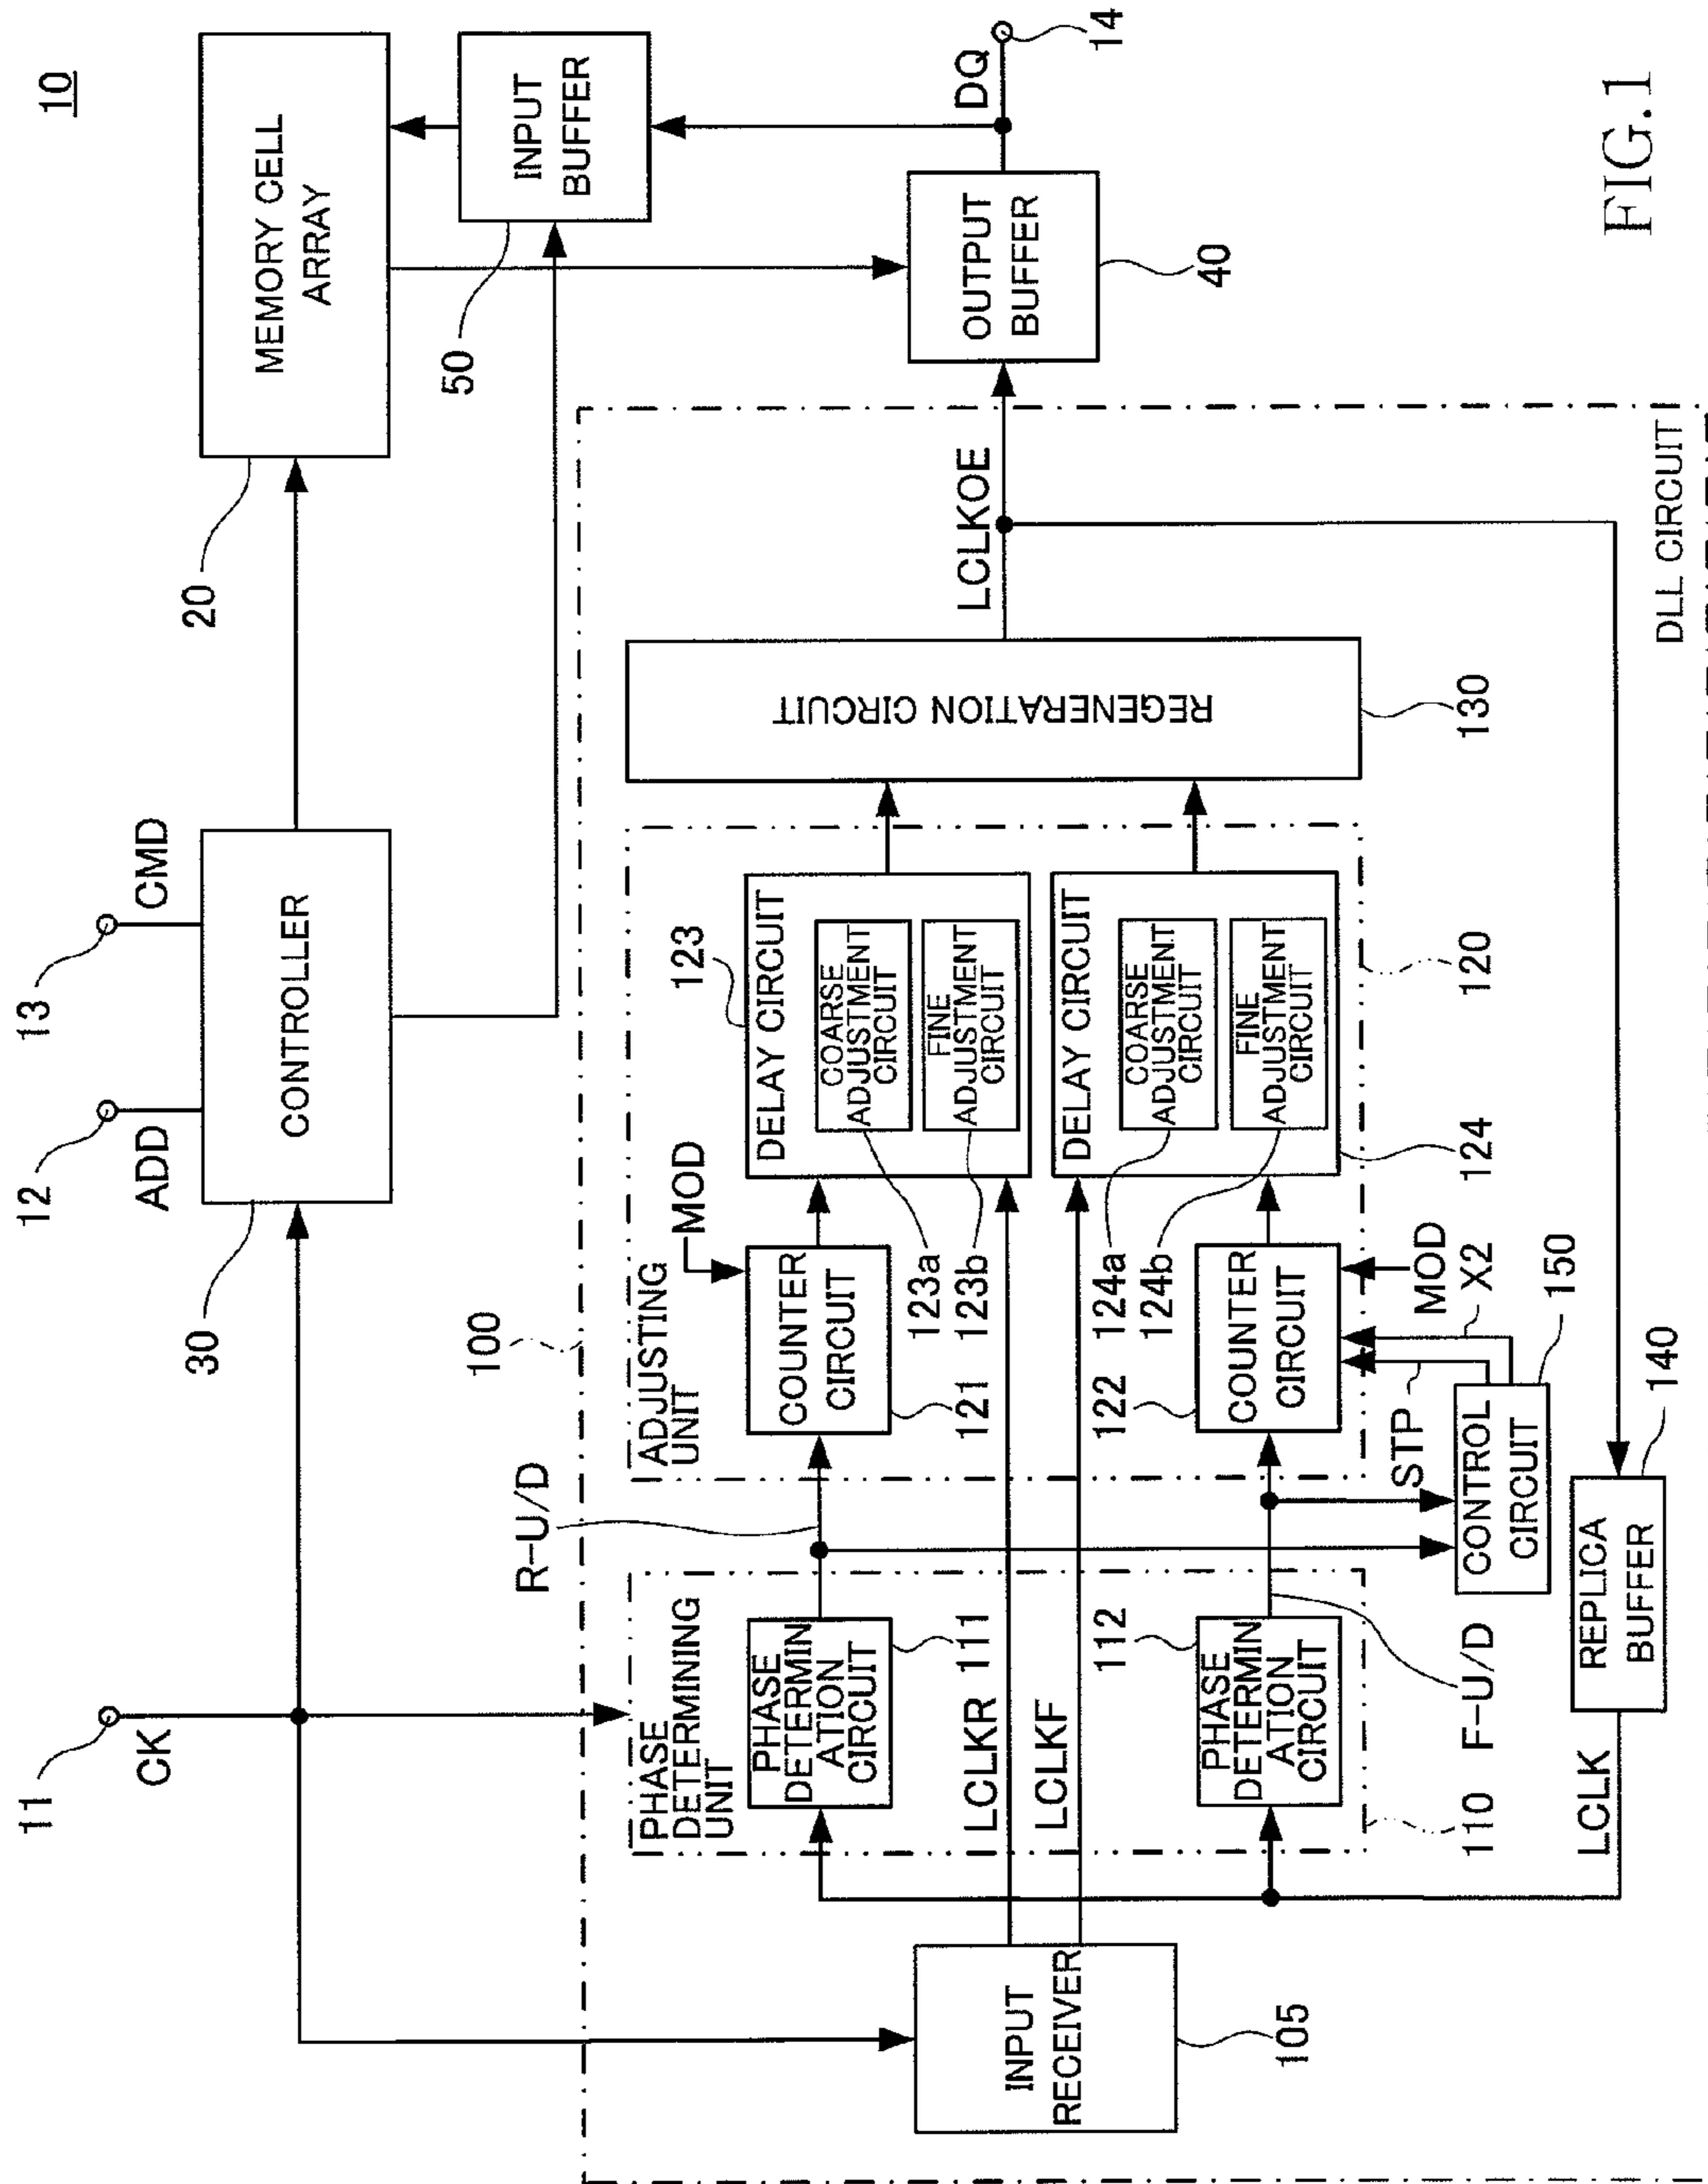 10
11
CK
12
ADD
13
CMD
30
CONTROLLER
20
MEMORY CELL
ARRAY
50
INPUT
BUFFER
DQ
14
OUTPUT
BUFFER
40
100
R-U/D
PHASE
DETERMINING
UNIT
PHASE
DETERMIN
ATION
CIRCUIT
111
ADJUSTING
UNIT
MOD
COUNTER
CIRCUIT
121
123
DELAY CIRCUIT
COARSE
ADJUSTMENT
CIRCUIT
FINE
ADJUSTMENT
CIRCUIT
123a
123b
LCLKR
LCLKF
INPUT
RECEIVER
105
112
PHASE
DETERMIN
ATION
CIRCUIT
110
F-U/D
122
COUNTER
CIRCUIT
124a
124b
DELAY CIRCUIT
COARSE
ADJUSTMENT
CIRCUIT
FINE
ADJUSTMENT
CIRCUIT
124
120
MOD
X2
STP
CONTROL
CIRCUIT
150
REGENERATION CIRCUIT
130
LCLKOE
LCLK
REPLICA
BUFFER
140
DLL CIRCUIT
FIG.1